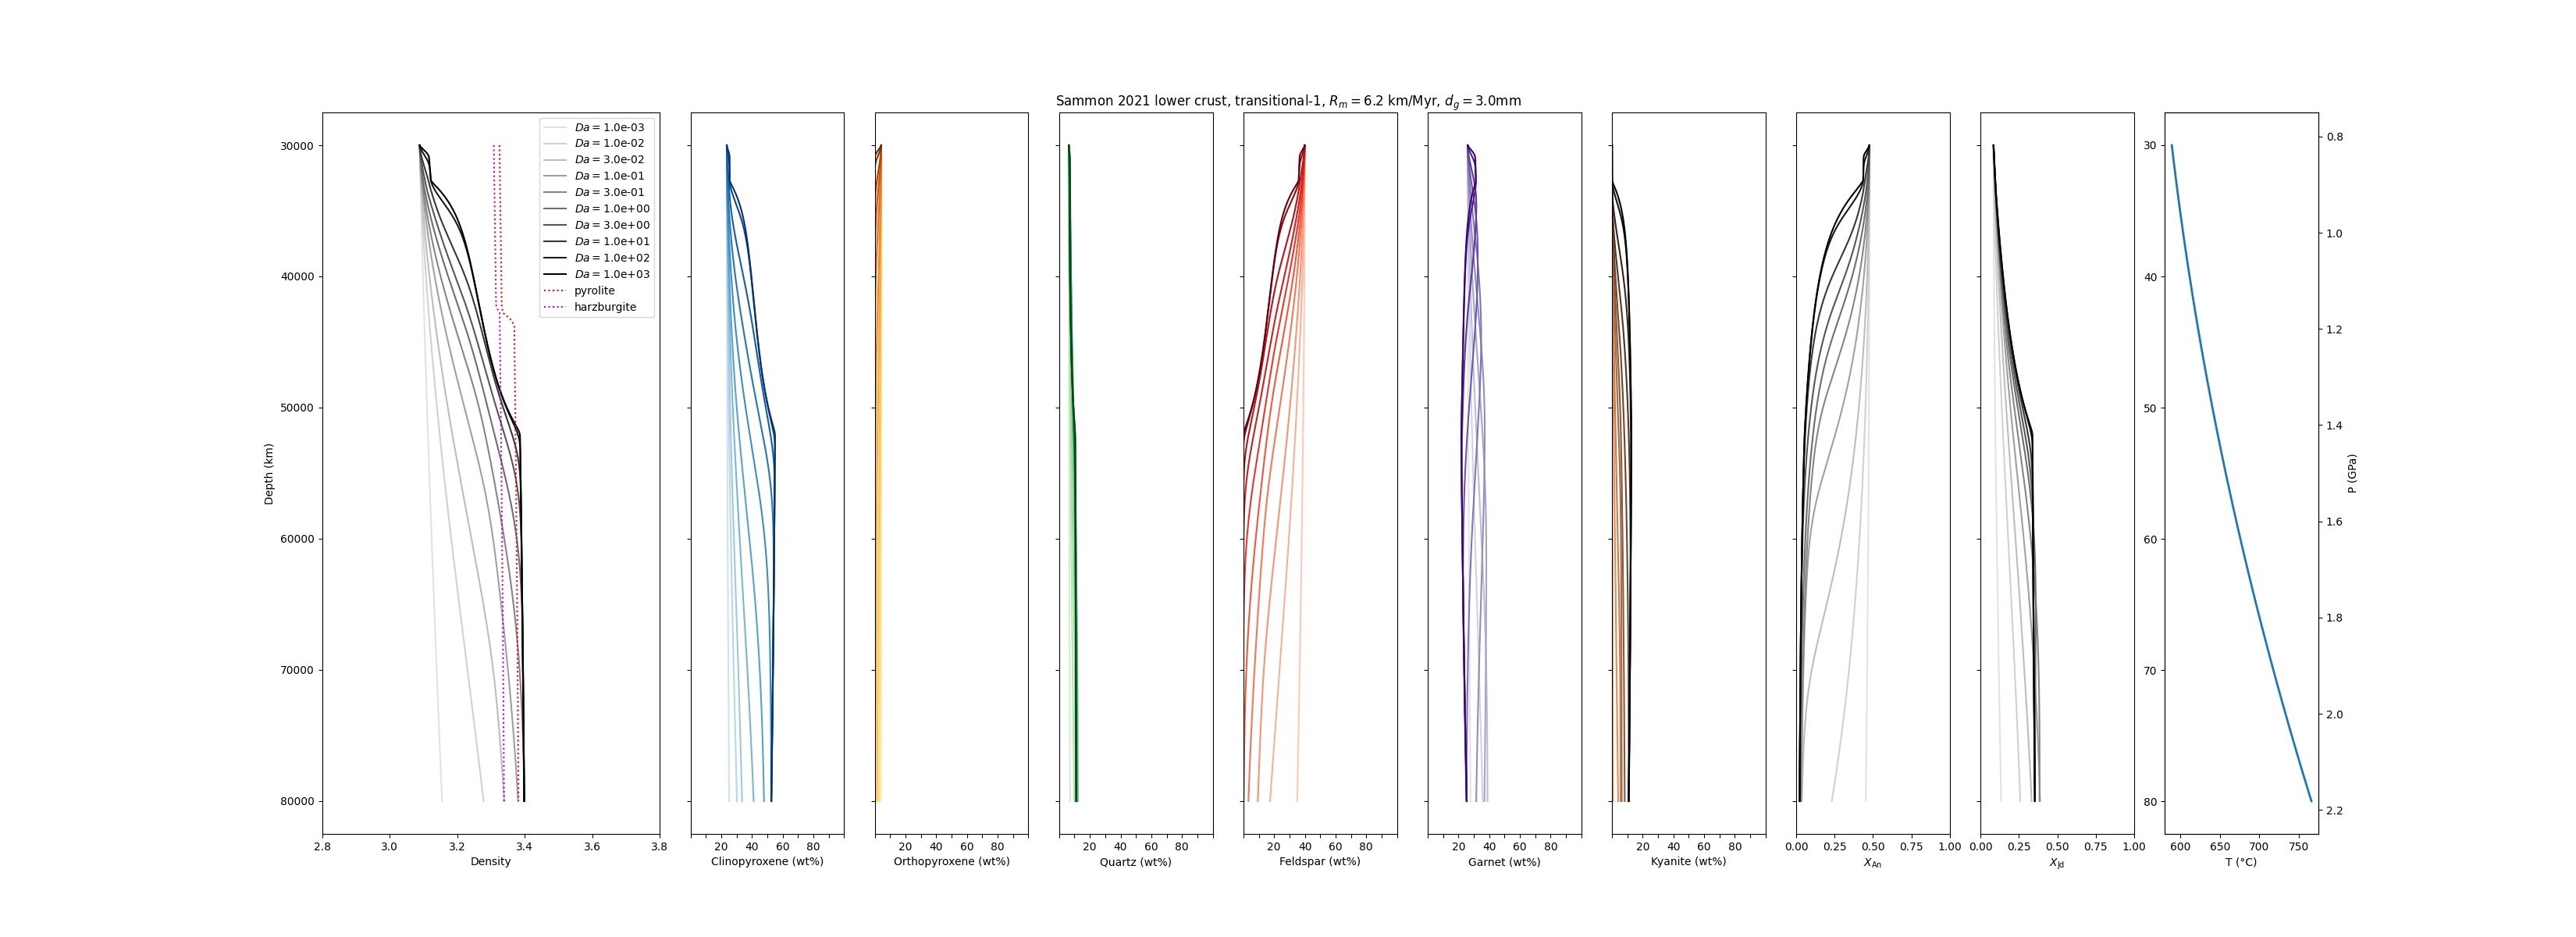 Sammon 2021 lower crust, transitional-1, Rm = 6.2 km/Myr, dg = 3.0mm
Da = 1.0e-03
Da = 1.0e-02
Da = 3.0e-02
Da = 1.0e-01
Da = 3.0e-01
Da = 1.0e+00
Da = 3.0e+00
Da = 1.0e+01
Da = 1.0e+02
Da = 1.0e+03
pyrolite
harzburgite
Depth (km)
30000
40000
50000
60000
70000
80000
2.8 3.0 3.2 3.4 3.6 3.8
Density
20 40 60 80
Clinopyroxene (wt%)
20 40 60 80
Orthopyroxene (wt%)
20 40 60 80
Quartz (wt%)
20 40 60 80
Feldspar (wt%)
20 40 60 80
Garnet (wt%)
20 40 60 80
Kyanite (wt%)
0.00 0.25 0.50 0.75 1.00
XAn
0.00 0.25 0.50 0.75 1.00
XJd
30
40
50
60
70
80
600 650 700 750
T (°C)
0.8
1.0
1.2
1.4
1.6
1.8
2.0
2.2
P (GPa)